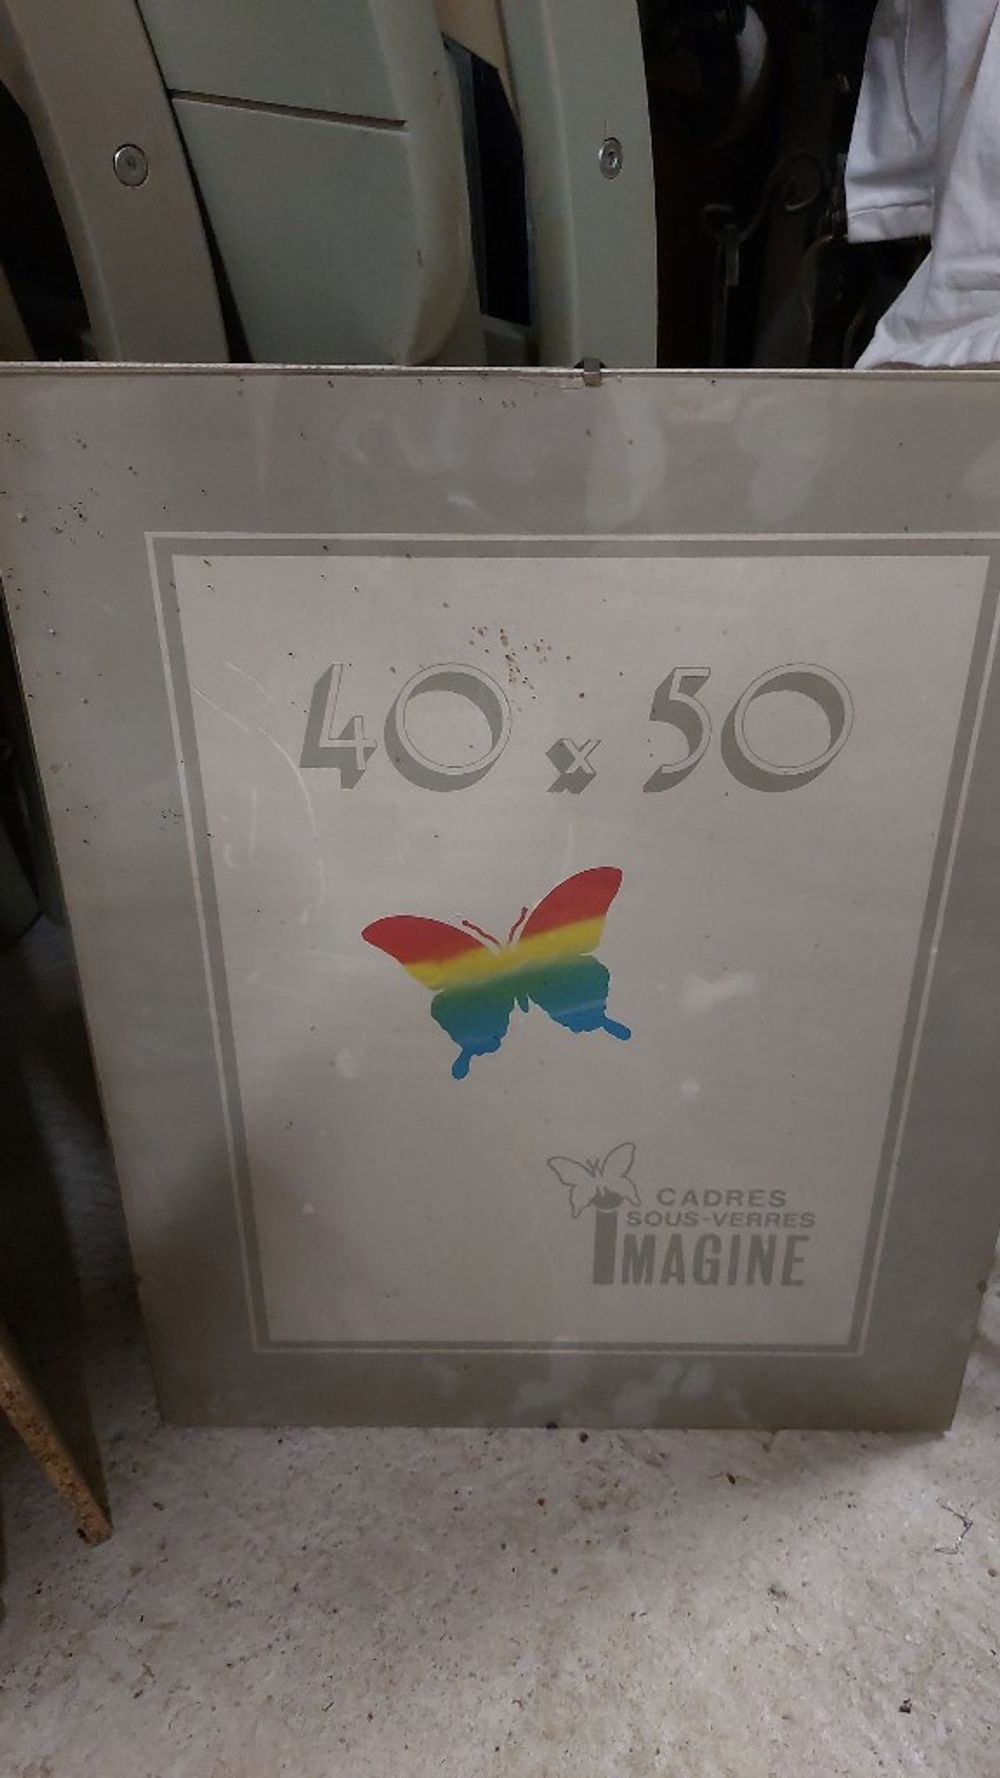 40 x 50
CADRES
SOUS-VERRES
IMAGINE